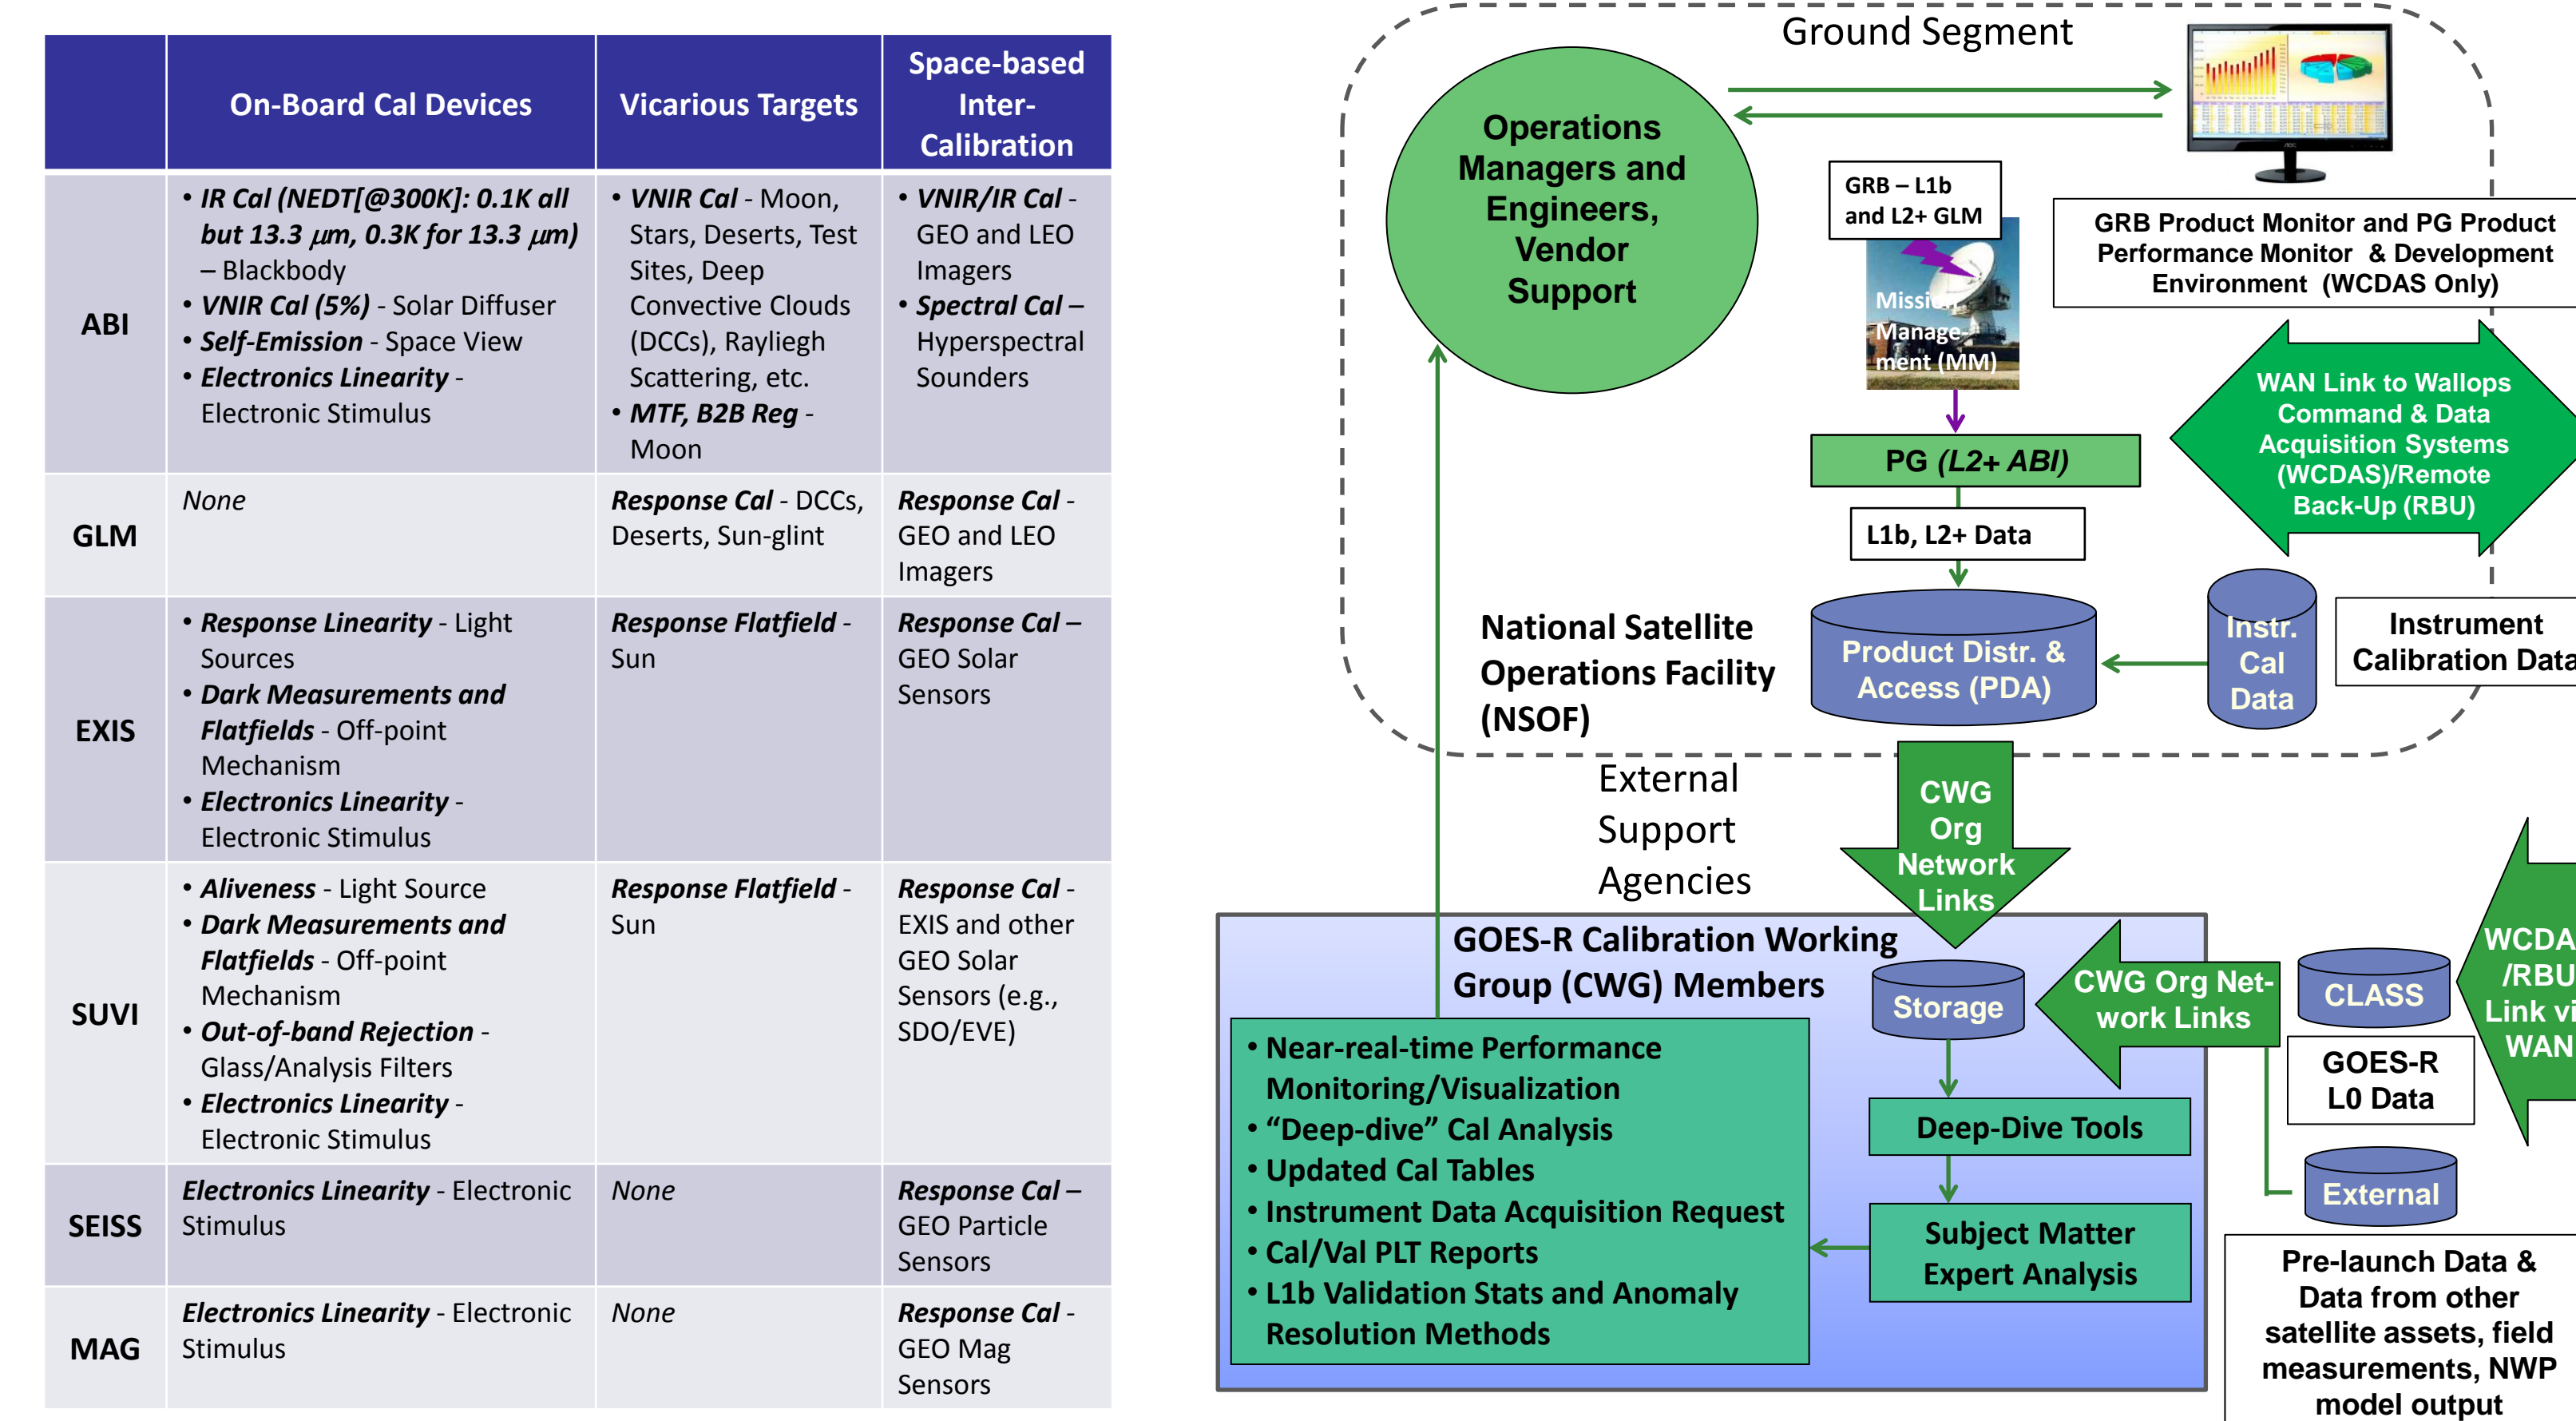 On-Board Cal Devices
Vicarious Targets
Space-based
Inter-
Calibration
ABI
• IR Cal (NEDT[@300K]: 0.1K all
but 13.3 μm, 0.3K for 13.3 μm)
– Blackbody
• VNIR Cal (5%) - Solar Diffuser
• Self-Emission - Space View
• Electronics Linearity -
Electronic Stimulus
• VNIR Cal - Moon,
Stars, Deserts, Test
Sites, Deep
Convective Clouds
(DCCs), Rayliegh
Scattering, etc.
• MTF, B2B Reg -
Moon
• VNIR/IR Cal -
GEO and LEO
Imagers
• Spectral Cal –
Hyperspectral
Sounders
GLM
None
Response Cal - DCCs,
Deserts, Sun-glint
Response Cal -
GEO and LEO
Imagers
EXIS
• Response Linearity - Light
Sources
• Dark Measurements and
Flatfields - Off-point
Mechanism
• Electronics Linearity -
Electronic Stimulus
Response Flatfield -
Sun
Response Cal –
GEO Solar
Sensors
SUVI
• Aliveness - Light Source
• Dark Measurements and
Flatfields - Off-point
Mechanism
• Out-of-band Rejection -
Glass/Analysis Filters
• Electronics Linearity -
Electronic Stimulus
Response Flatfield -
Sun
Response Cal -
EXIS and other
GEO Solar
Sensors (e.g.,
SDO/EVE)
SEISS
Electronics Linearity - Electronic
Stimulus
None
Response Cal –
GEO Particle
Sensors
MAG
Electronics Linearity - Electronic
Stimulus
None
Response Cal -
GEO Mag
Sensors
Ground Segment
Operations
Managers and
Engineers,
Vendor
Support
GRB – L1b
and L2+ GLM
Mission
Manage-
ment (MM)
GRB Product Monitor and PG Product
Performance Monitor & Development
Environment (WCDAS Only)
PG (L2+ ABI)
WAN Link to Wallops
Command & Data
Acquisition Systems
(WCDAS)/Remote
Back-Up (RBU)
L1b, L2+ Data
National Satellite
Operations Facility
(NSOF)
Product Distr. &
Access (PDA)
Instr.
Cal
Data
Instrument
Calibration Data
External
Support
Agencies
CWG
Org
Network
Links
GOES-R Calibration Working
Group (CWG) Members
Storage
CWG Org Net-
work Links
CLASS
WCDA
/RBU
Link vi
WAN
GOES-R
L0 Data
• Near-real-time Performance
Monitoring/Visualization
• “Deep-dive” Cal Analysis
• Updated Cal Tables
• Instrument Data Acquisition Request
• Cal/Val PLT Reports
• L1b Validation Stats and Anomaly
Resolution Methods
Deep-Dive Tools
Subject Matter
Expert Analysis
External
Pre-launch Data &
Data from other
satellite assets, field
measurements, NWP
model output